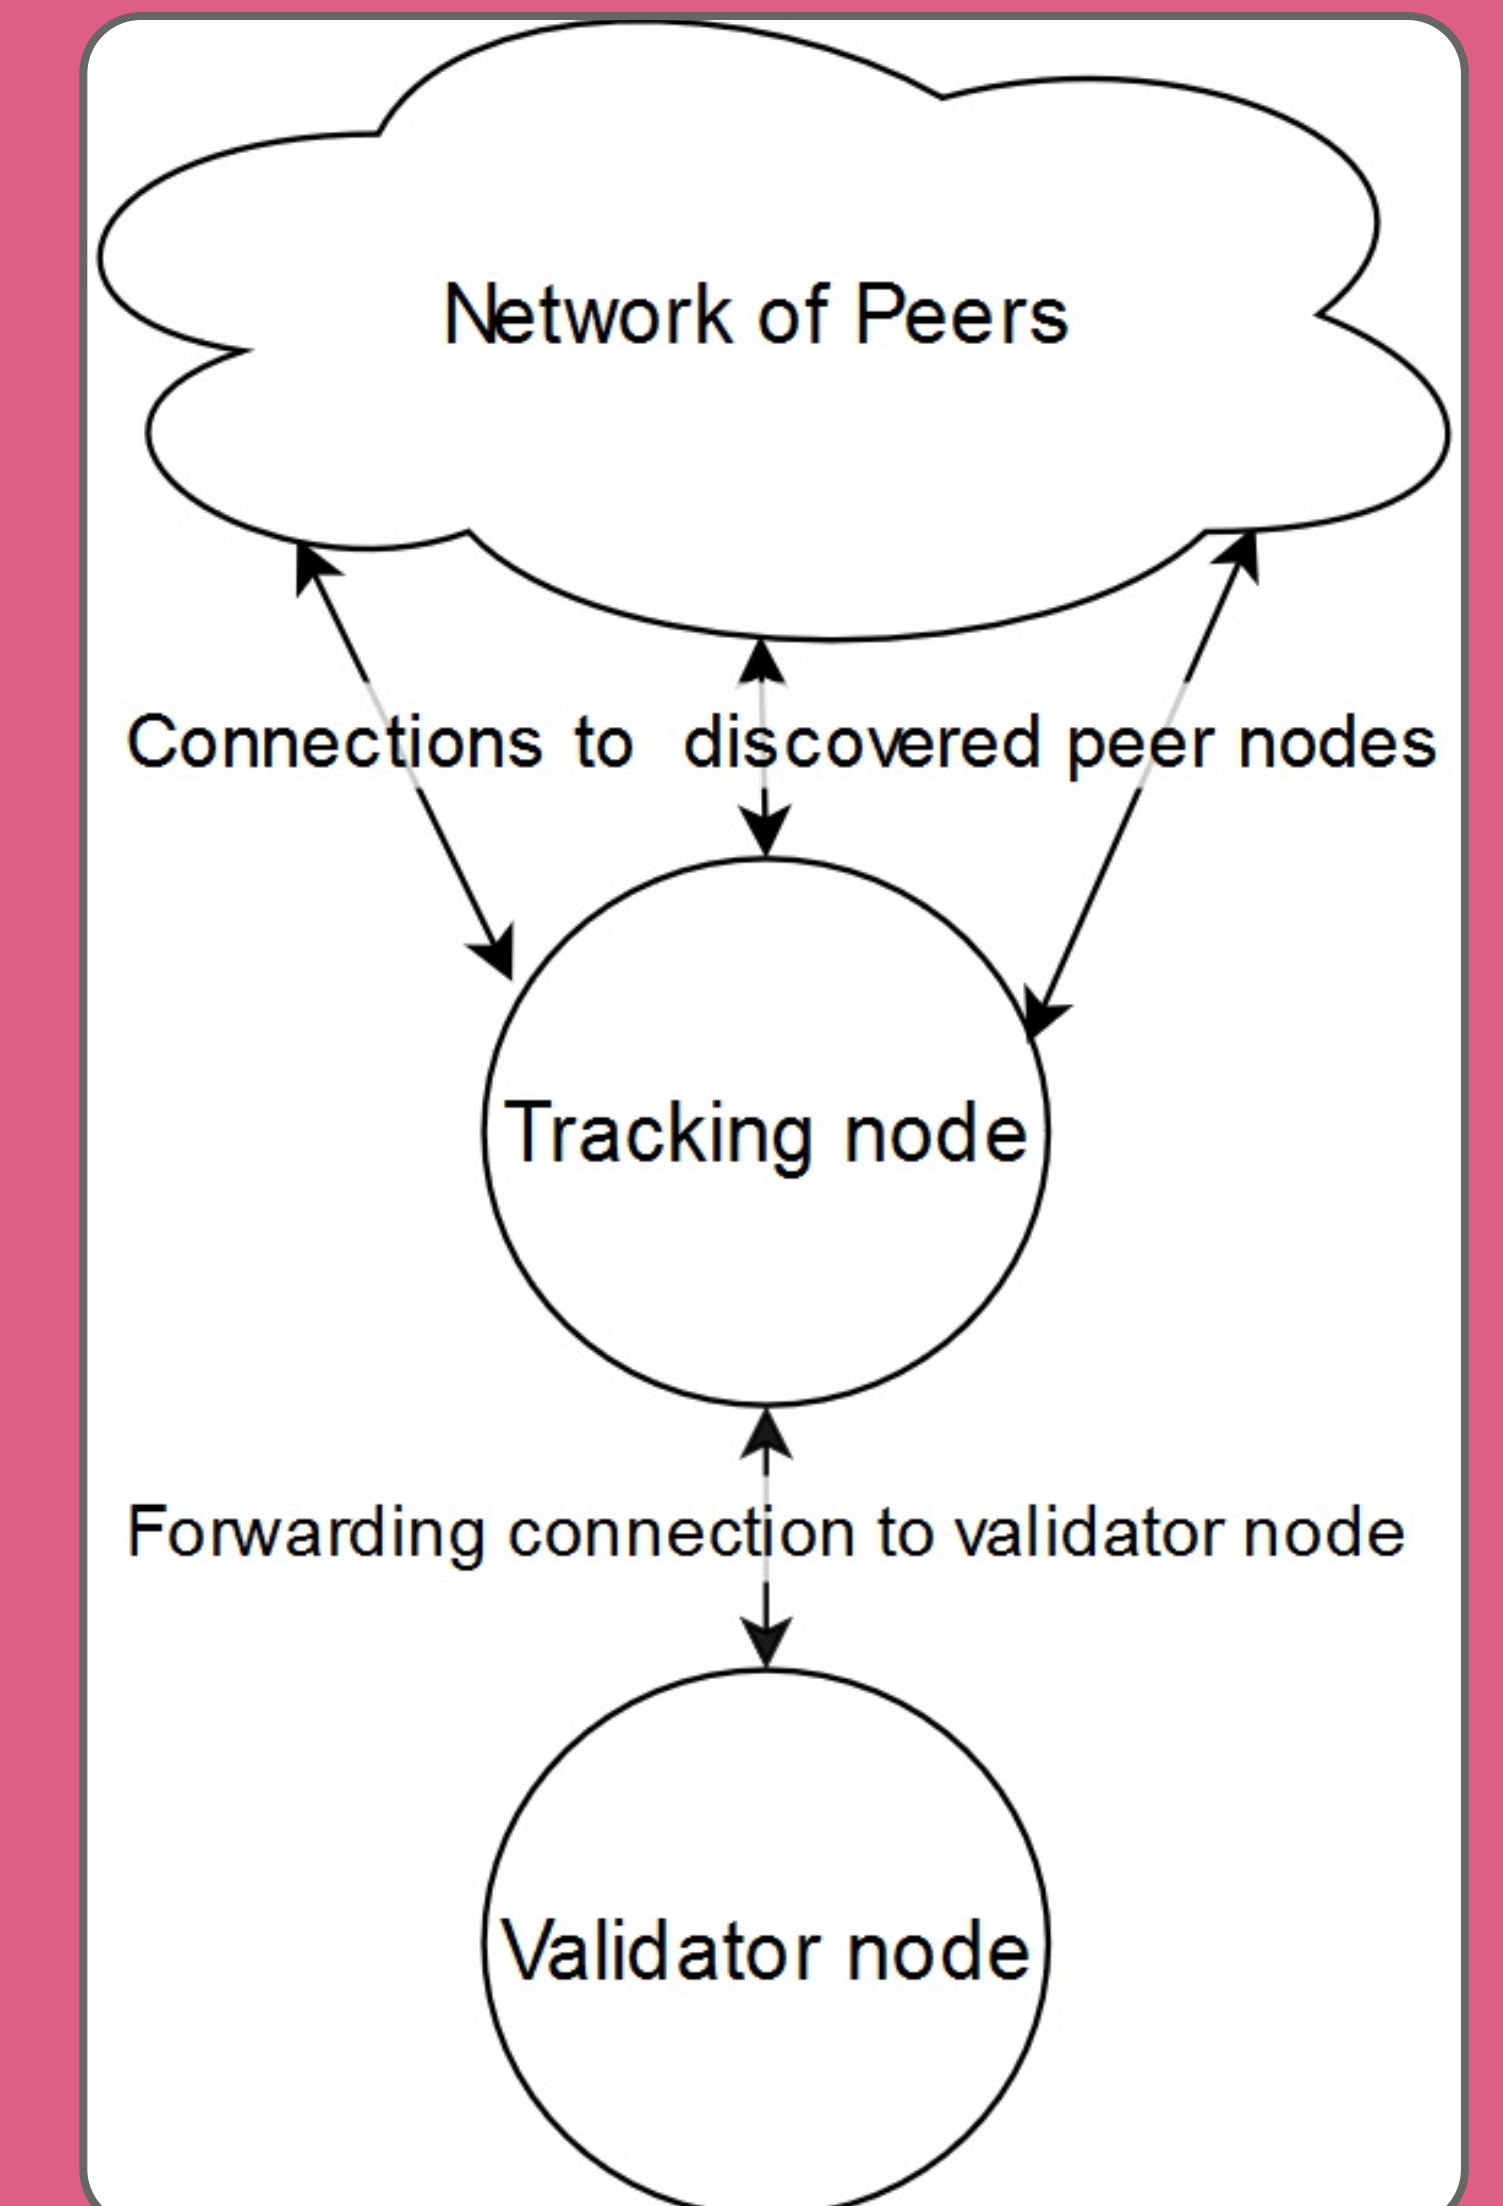 Network of Peers
Connections to discovered peer nodes
Tracking node
Forwarding connection to validator node
Validator node